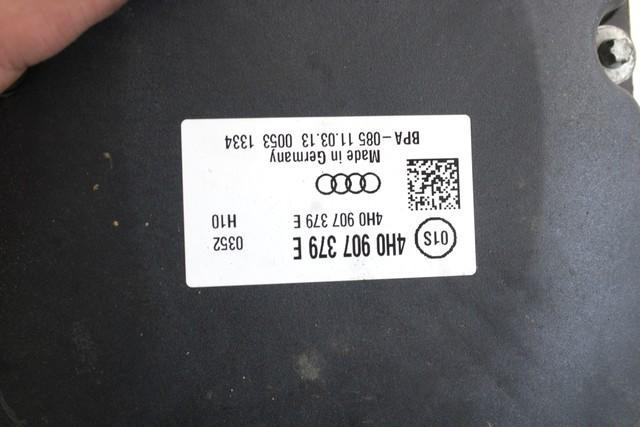 01S 4H0 907 379 E 0352
4H0 907 379 E H10
Made in Germany
BPA-085 11.03.13 0053 1334